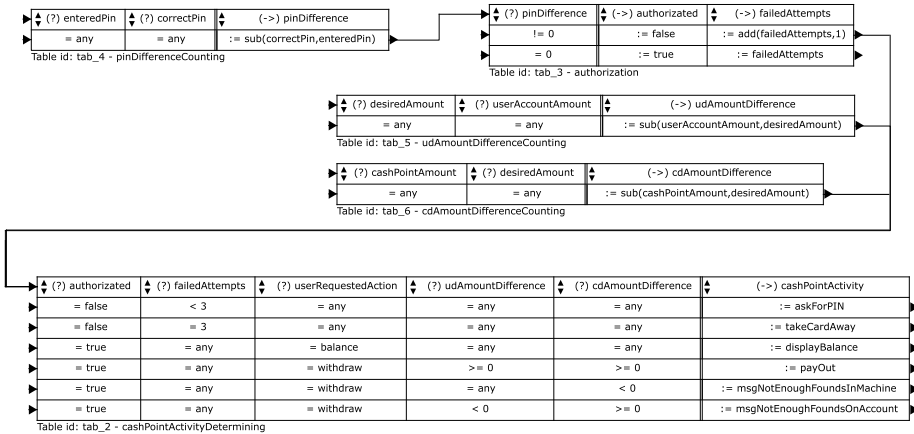 (?) enteredPin (?) correctPin (->) pinDifference
= any = any := sub(correctPin,enteredPin)
Table id: tab_4 - pinDifferenceCounting
(?) pinDifference (->) authorizated (->) failedAttempts
!= 0 := false := add(failedAttempts,1)
= 0 := true := failedAttempts
Table id: tab_3 - authorization
(?) desiredAmount (?) userAccountAmount (->) udAmountDifference
= any = any := sub(userAccountAmount,desiredAmount)
Table id: tab_5 - udAmountDifferenceCounting
(?) cashPointAmount (?) desiredAmount (->) cdAmountDifference
= any = any := sub(cashPointAmount,desiredAmount)
Table id: tab_6 - cdAmountDifferenceCounting
(?) authorizated (?) failedAttempts (?) userRequestedAction (?) udAmountDifference (?) cdAmountDifference (->) cashPointActivity
= false < 3 = any = any = any := askForPIN
= false = 3 = any = any = any := takeCardAway
= true = any = balance = any = any := displayBalance
= true = any = withdraw >= 0 >= 0 := payOut
= true = any = withdraw = any < 0 := msgNotEnoughFoundsInMachine
= true = any = withdraw < 0 >= 0 := msgNotEnoughFoundsOnAccount
Table id: tab_2 - cashPointActivityDetermining